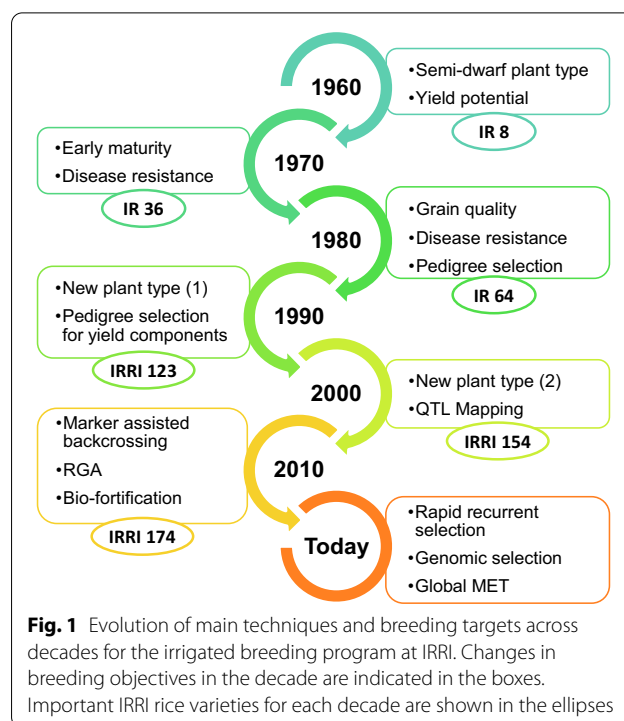 1960
•Semi-dwarf plant type
•Yield potential
IR 8
•Early maturity
•Disease resistance
IR 36
1970
1980
•Grain quality
•Disease resistance
•Pedigree selection
IR 64
•New plant type (1)
•Pedigree selection
for yield components
IRRI 123
1990
2000
•New plant type (2)
•QTL Mapping
IRRI 154
•Marker assisted
backcrossing
•RGA
•Bio-fortification
IRRI 174
2010
Today
•Rapid recurrent
selection
•Genomic selection
•Global MET
Fig. 1 Evolution of main techniques and breeding targets across
decades for the irrigated breeding program at IRRI. Changes in
breeding objectives in the decade are indicated in the boxes.
Important IRRI rice varieties for each decade are shown in the ellipses